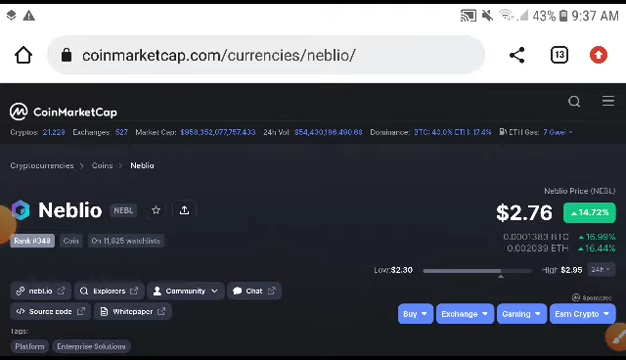 43% 9:37 AM
coinmarketcap.com/currencies/neblio/ 13
CoinMarketCap
Cryptos: 21,229 Exchanges: 527 Market Cap: $958,352,077,757.433 24h Vol: $54,430,186,490.68 Dominance: BTC: 40.0% ETH: 17.4% ETH Gas: 7 Gwei
Cryptocurrencies Coins Neblio
Neblio Price (NEBL)
Neblio NEBL $2.76 14.72%
0.0001383 BTC 16.99%
0.002039 ETH 16.44%
Rank #349 Coin On 11,625 watchlists
Low: $2.30 High: $2.95 24h
nebl.io Explorers Community Chat
Sponsored
Source code Whitepaper
Buy Exchange Gaming Earn Crypto
Tags:
Platform Enterprise Solutions